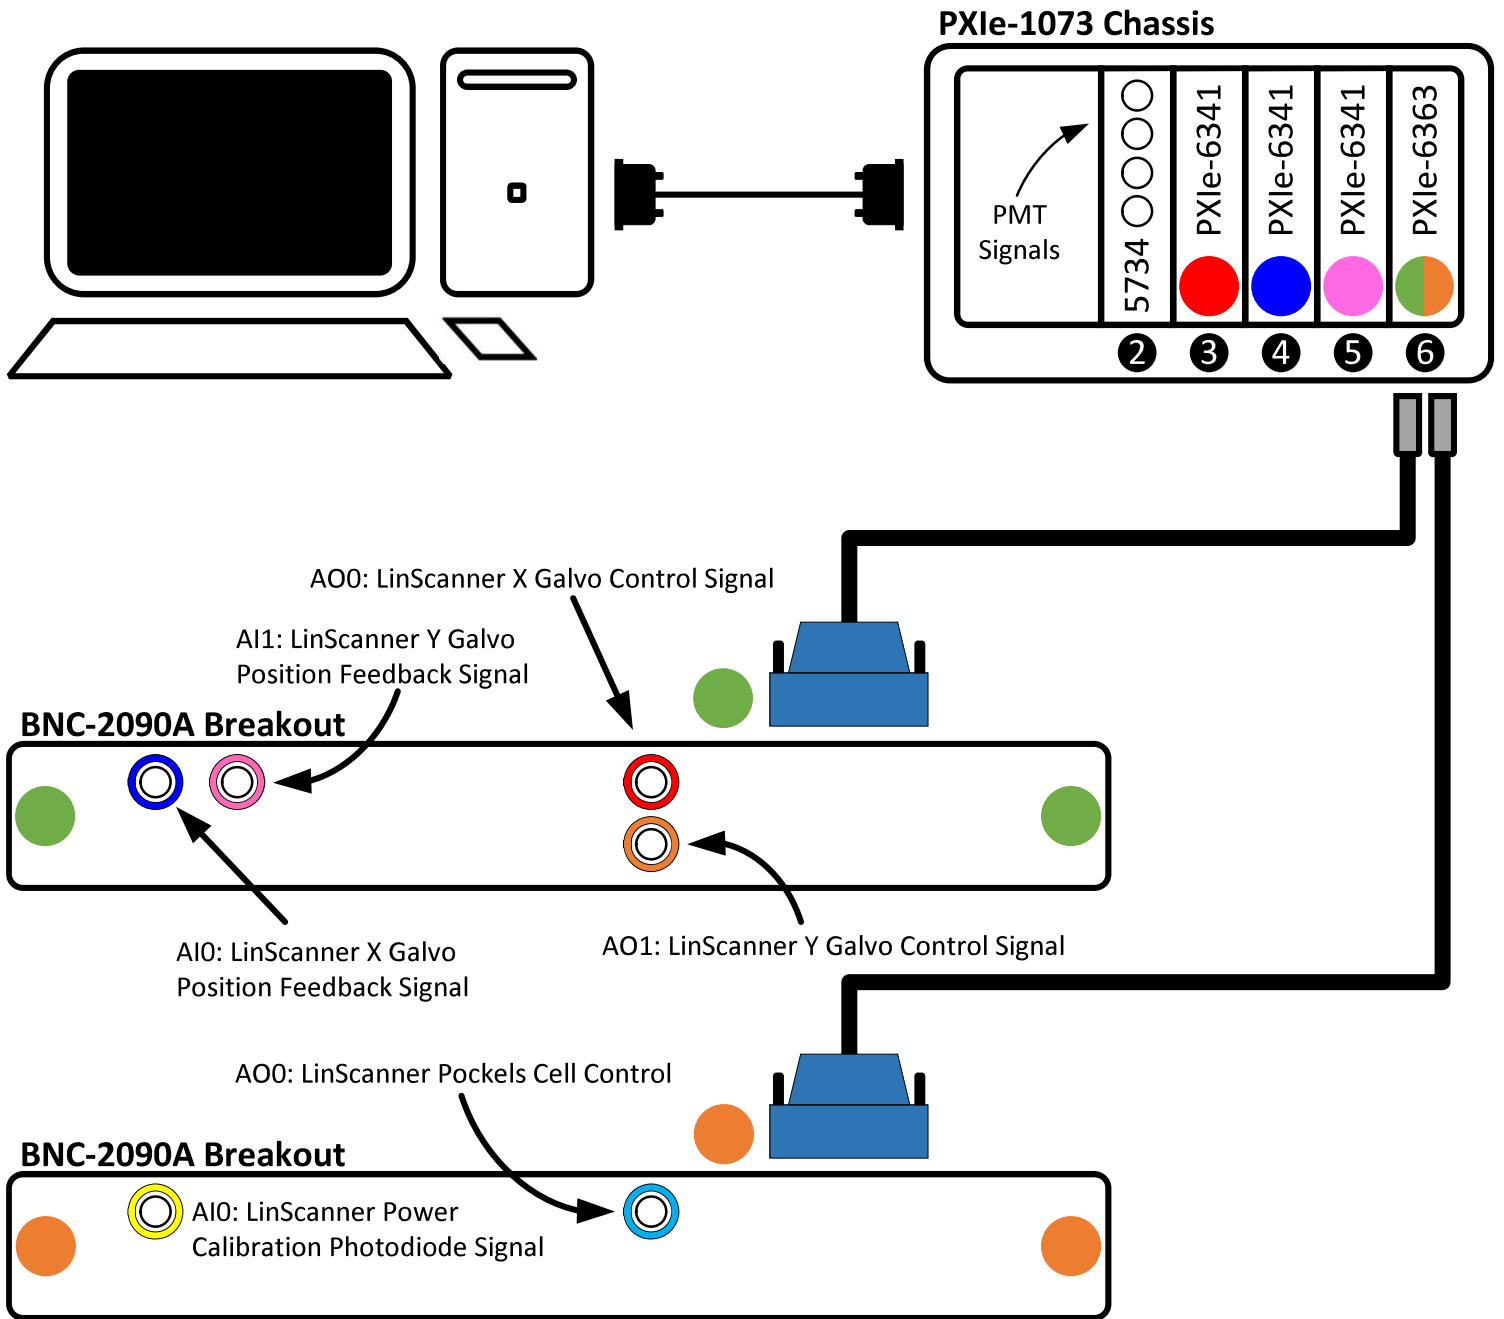 PXIe-1073 Chassis
PMT
Signals
5734
PXIe-6341
PXIe-6341
PXIe-6341
PXIe-6363
2
3
4
5
6
AO0: LinScanner X Galvo Control Signal
AI1: LinScanner Y Galvo
Position Feedback Signal
BNC-2090A Breakout
AI0: LinScanner X Galvo
Position Feedback Signal
AO1: LinScanner Y Galvo Control Signal
AO0: LinScanner Pockels Cell Control
BNC-2090A Breakout
AI0: LinScanner Power
Calibration Photodiode Signal